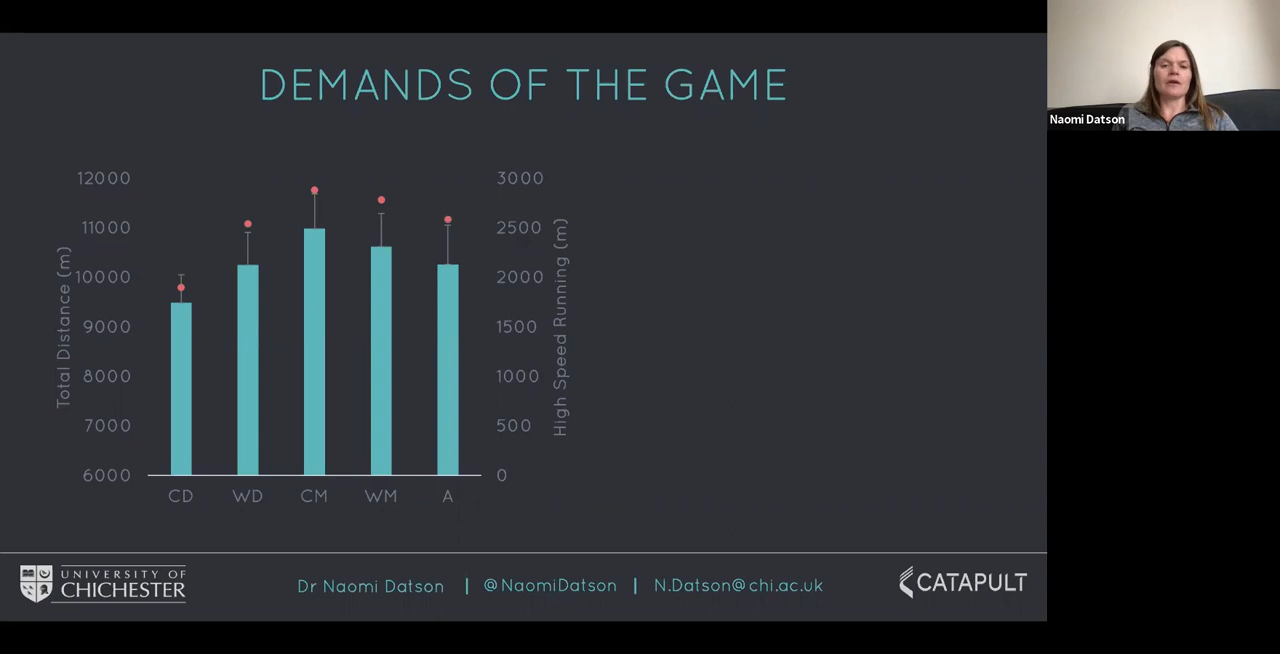 DEMANDS OF THE GAME
Naomi Datson
12000
11000
10000
9000
8000
7000
6000
Total Distance (m)
3000
2500
2000
1500
1000
500
0
High Speed Running (m)
CD WD CM WM A
UNIVERSITY OF
CHICHESTER
Dr Naomi Datson | @NaomiDatson | N.Datson@chi.ac.uk
CATAPULT